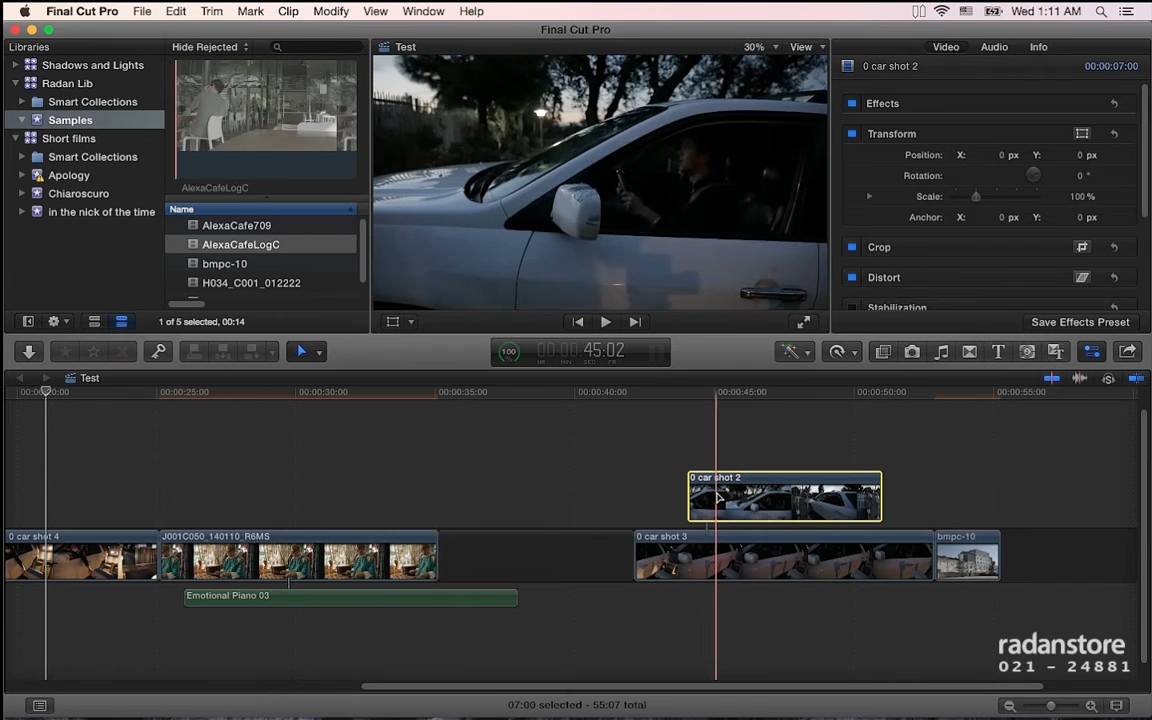 Final Cut Pro File Edit Trim Mark Clip Modify View Window Help Wed 1:11 AM
Final Cut Pro
Libraries
Hide Rejected
Test
30%
View
Video
Audio
Info
Shadows and Lights
Radan Lib
Smart Collections
Samples
Short films
Smart Collections
Apology
Chiaroscuro
in the nick of the time
AlexaCafeLogC
Name
AlexaCafe709
AlexaCafeLogC
bmpc-10
H034_C001_012222
1 of 5 selected, 00:14
0 car shot 2
00:00:07:00
Effects
Transform
Position: X: 0 px Y: 0 px
Rotation: 0 °
Scale: 100 %
Anchor: X: 0 px Y: 0 px
Crop
Distort
Stabilization
Save Effects Preset
100
00:00:45:02
HR MIN SEC FR
Test
00:00:25:00
00:00:30:00
00:00:35:00
00:00:40:00
00:00:45:00
00:00:50:00
00:00:55:00
0 car shot 2
0 car shot 4
J001C050_140110_R6MS
0 car shot 3
bmpc-10
Emotional Piano 03
radanstore
021 - 24881
07:00 selected - 55:07 total